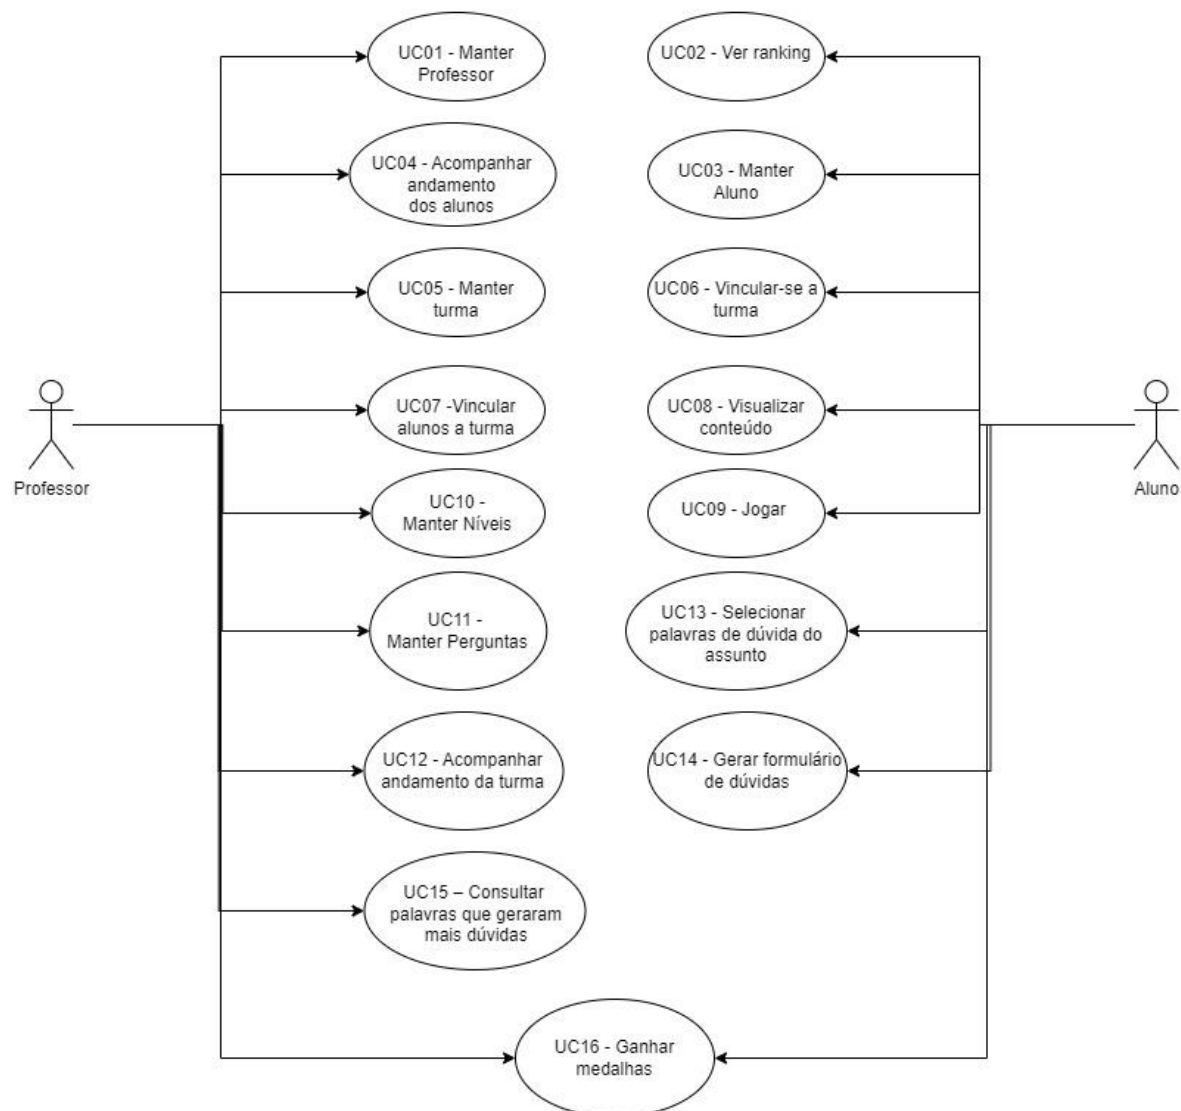 UC01 - Manter
Professor
UC02 - Ver ranking
UC04 - Acompanhar
andamento
dos alunos
UC03 - Manter
Aluno
UC05 - Manter
turma
UC06 - Vincular-se a
turma
UC07 -Vincular
alunos a turma
UC08 - Visualizar
conteúdo
Professor
Aluno
UC10 -
Manter Níveis
UC09 - Jogar
UC11 -
Manter Perguntas
UC13 - Selecionar
palavras de dúvida do
assunto
UC12 - Acompanhar
andamento da turma
UC14 - Gerar formulário
de dúvidas
UC15 – Consultar
palavras que geraram
mais dúvidas
UC16 - Ganhar
medalhas